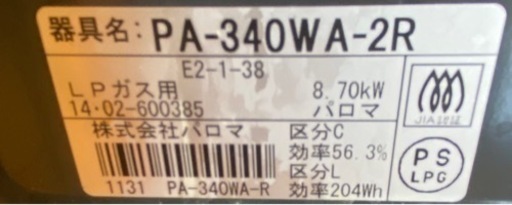 器具名: PA-340WA-2R
E2-1-38
LPガス用 8.70kW
14・02-600385 パロマ
株式会社パロマ 区分C
効率56.3%
区分L
1131 PA-340WA-R 効率204Wh
JIA認証
PS
LPG